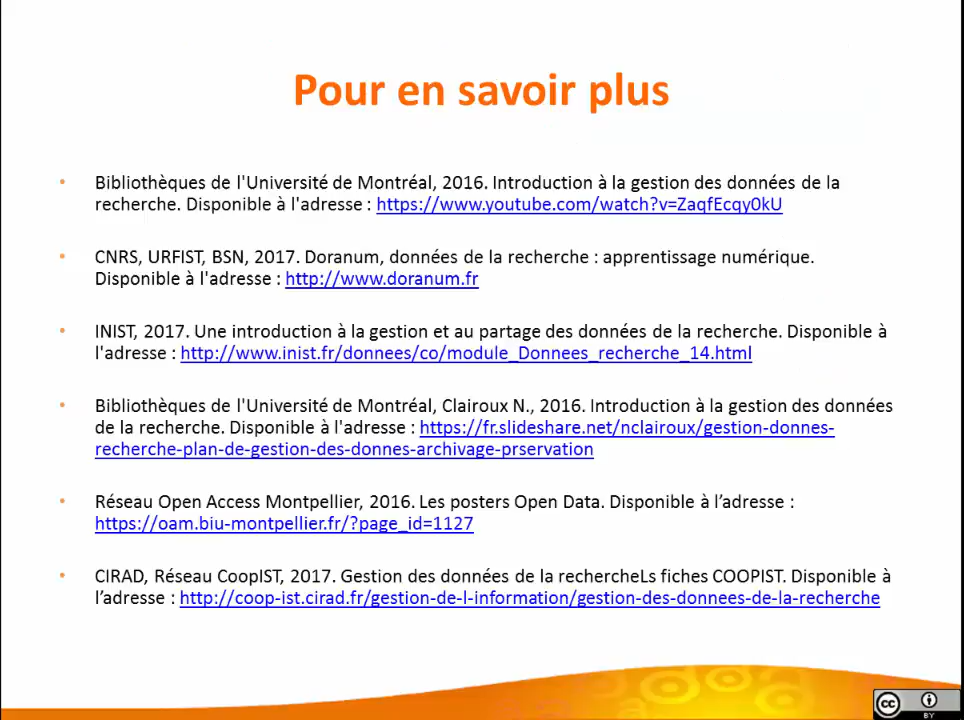 Pour en savoir plus
• Bibliothèques de l'Université de Montréal, 2016. Introduction à la gestion des données de la
recherche. Disponible à l'adresse : https://www.youtube.com/watch?v=ZaqfEcqy0kU
• CNRS, URFIST, BSN, 2017. Doranum, données de la recherche : apprentissage numérique.
Disponible à l'adresse : http://www.doranum.fr
• INIST, 2017. Une introduction à la gestion et au partage des données de la recherche. Disponible à
l'adresse : http://www.inist.fr/donnees/co/module_Donnees_recherche_14.html
• Bibliothèques de l'Université de Montréal, Clairoux N., 2016. Introduction à la gestion des données
de la recherche. Disponible à l'adresse : https://fr.slideshare.net/nclairoux/gestion-donnes-
recherche-plan-de-gestion-des-donnes-archivage-prservation
• Réseau Open Access Montpellier, 2016. Les posters Open Data. Disponible à l’adresse :
https://oam.biu-montpellier.fr/?page_id=1127
• CIRAD, Réseau CoopIST, 2017. Gestion des données de la rechercheLs fiches COOPIST. Disponible à
l’adresse : http://coop-ist.cirad.fr/gestion-de-l-information/gestion-des-donnees-de-la-recherche
cc BY